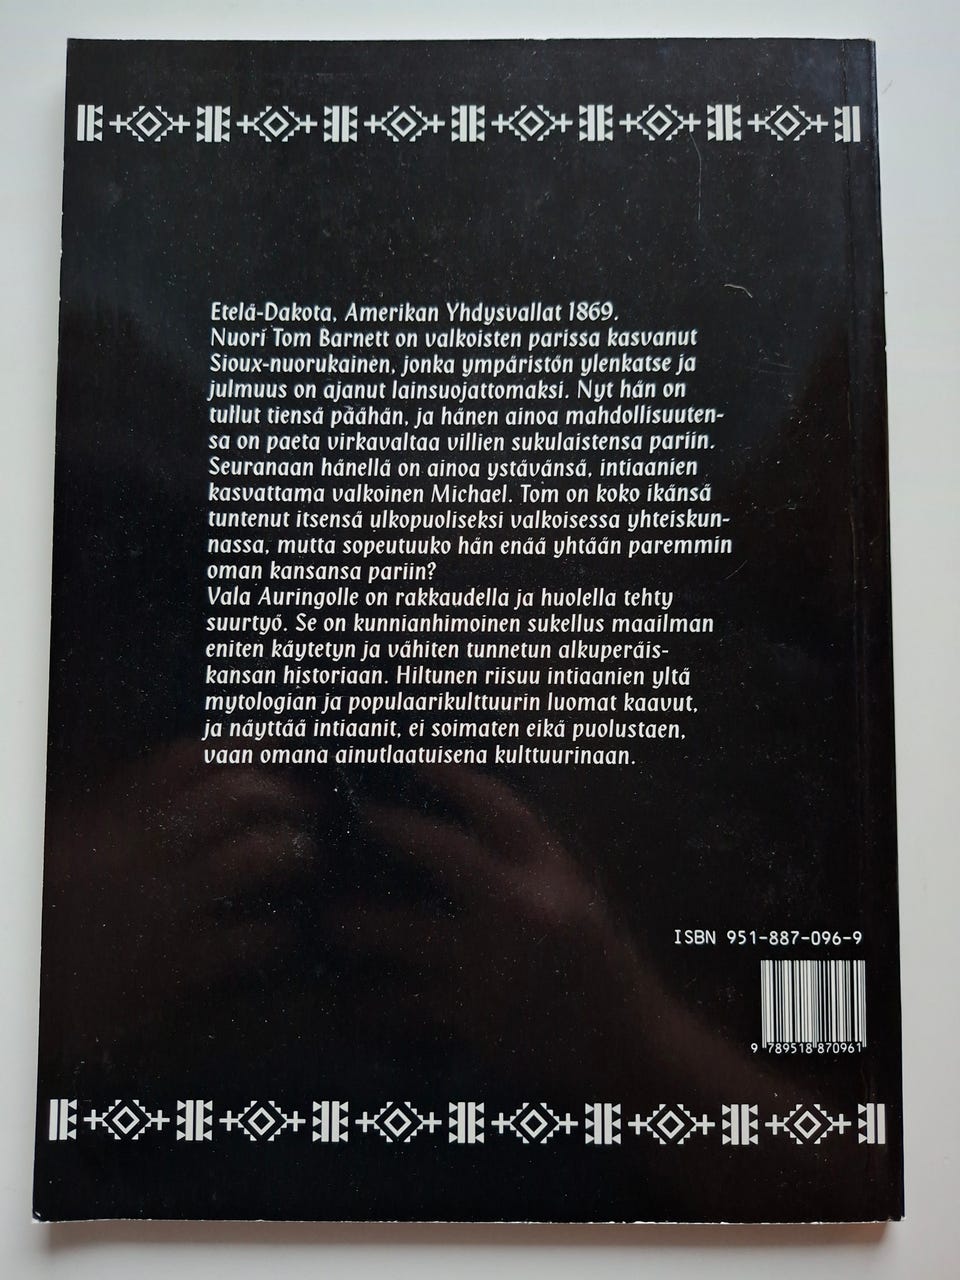 Etelä-Dakota, Amerikan Yhdysvallat 1869.
Nuori Tom Barnett on valkoisten parissa kasvanut
Sioux-nuorukainen, jonka ympäristön ylenkatse ja
julmuus on ajanut lainsuojattomaksi. Nyt hän on
tullut tiensä päähän, ja hänen ainoa mahdollisuuten-
sa on paeta virkavaltaa villien sukulaistensa pariin.
Seuranaan hänellä on ainoa ystävänsä, intiaanien
kasvattama valkoinen Michael. Tom on koko ikänsä
tuntenut itsensä ulkopuoliseksi valkoisessa yhteiskun-
nassa, mutta sopeutuuko hän enää yhtään paremmin
oman kansansa pariin?
Vala Auringolle on rakkaudella ja huolella tehty
suurtyö. Se on kunnianhimoinen sukellus maailman
eniten käytetyn ja vähiten tunnetun alkuperäis-
kansan historiaan. Hiltunen riisuu intiaanien yltä
mytologian ja populaarikulttuurin luomat kaavut,
ja näyttää intiaanit, ei soimaten eikä puolustaen,
vaan omana ainutlaatuisena kulttuurinaan.
ISBN 951-887-096-9
9 789518 870961